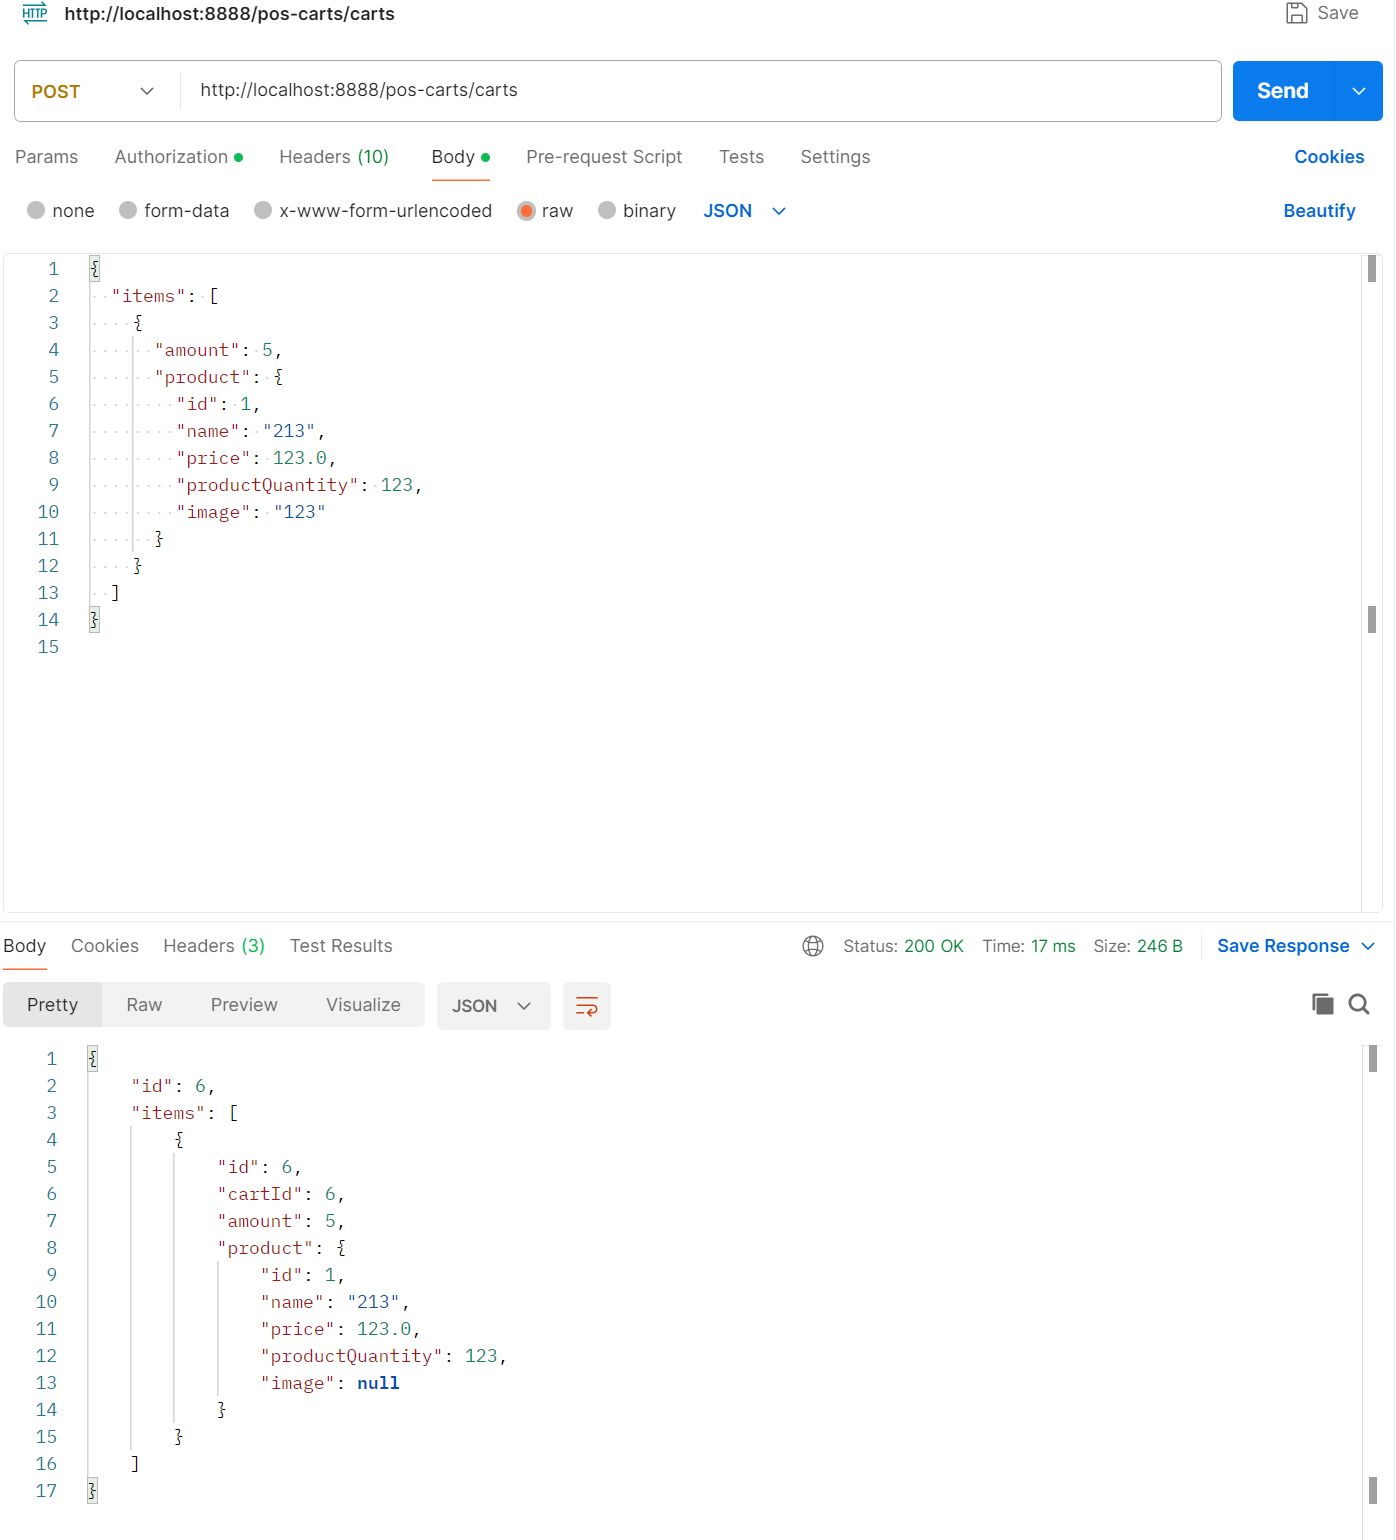 HTTP http://localhost:8888/pos-carts/carts Save
POST http://localhost:8888/pos-carts/carts Send
Params Authorization Headers (10) Body Pre-request Script Tests Settings Cookies
none form-data x-www-form-urlencoded raw binary JSON Beautify
1 {
2 "items": [
3 {
4 "amount": 5,
5 "product": {
6 "id": 1,
7 "name": "213",
8 "price": 123.0,
9 "productQuantity": 123,
10 "image": "123"
11 }
12 }
13 ]
14 }
15
Body Cookies Headers (3) Test Results Status: 200 OK Time: 17 ms Size: 246 B Save Response
Pretty Raw Preview Visualize JSON
1 {
2 "id": 6,
3 "items": [
4 {
5 "id": 6,
6 "cartId": 6,
7 "amount": 5,
8 "product": {
9 "id": 1,
10 "name": "213",
11 "price": 123.0,
12 "productQuantity": 123,
13 "image": null
14 }
15 }
16 ]
17 }